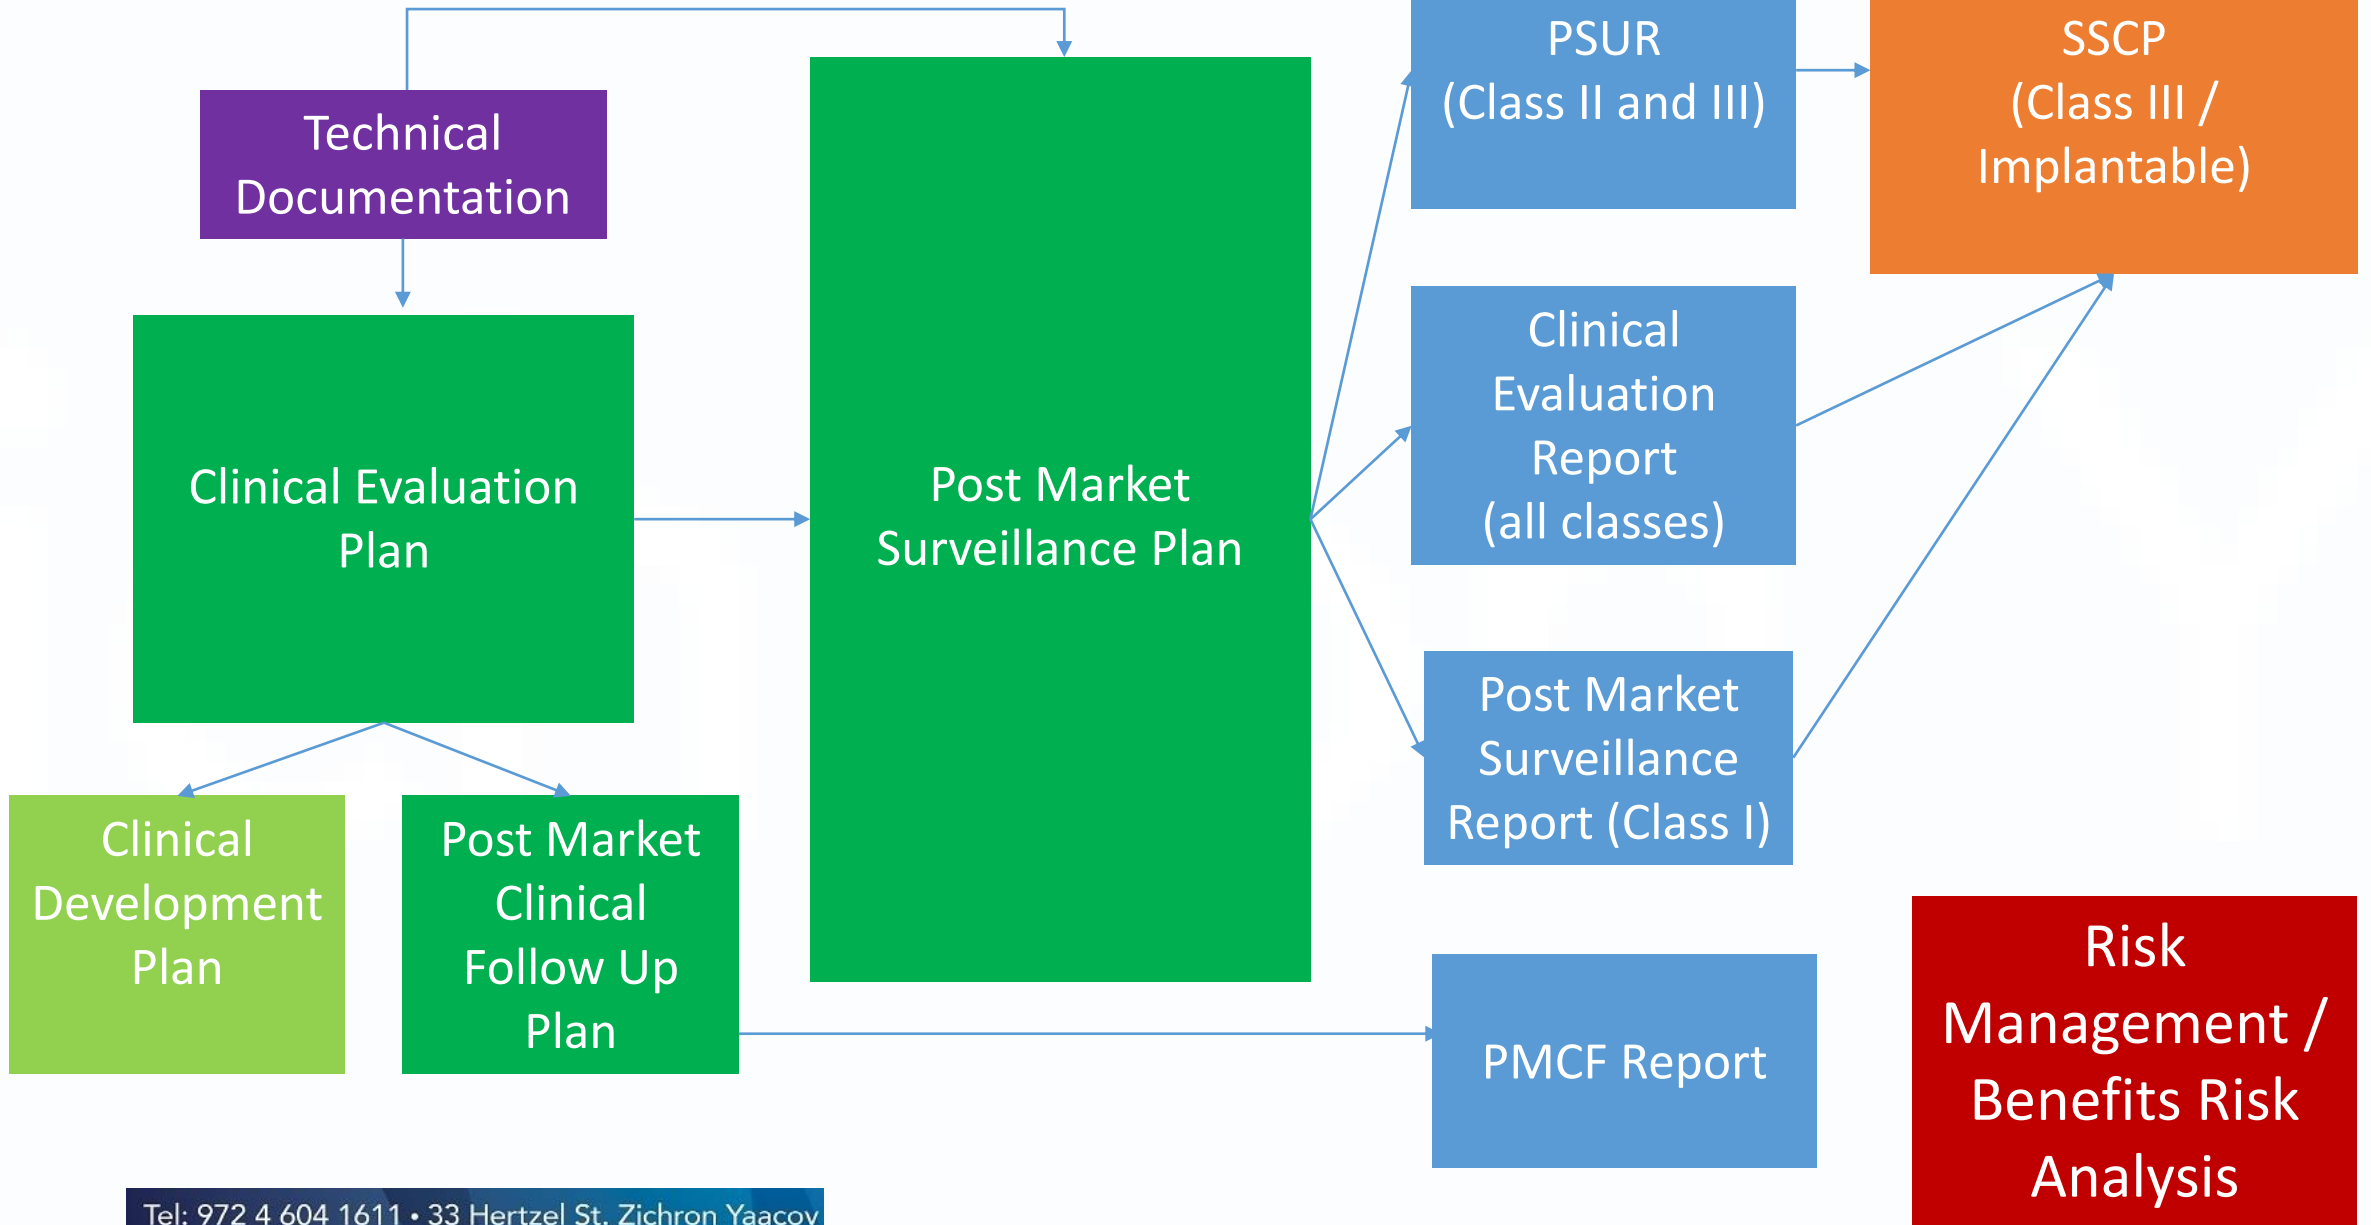 Technical
Documentation
Clinical Evaluation
Plan
Clinical
Development
Plan
Post Market
Clinical
Follow Up
Plan
Post Market
Surveillance Plan
PSUR
(Class II and III)
Clinical
Evaluation
Report
(all classes)
Post Market
Surveillance
Report (Class I)
PMCF Report
SSCP
(Class III /
Implantable)
Risk
Management /
Benefits Risk
Analysis
Tel: 972 4 604 1611 • 33 Hertzel St. Zichron Yaacov